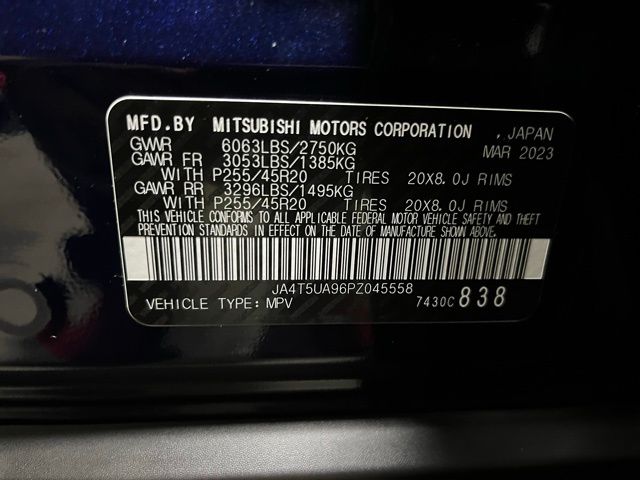 MFD.BY MITSUBISHI MOTORS CORPORATION , JAPAN
GVWR 6063LBS/2750KG MAR 2023
GAWR FR 3053LBS/1385KG
WITH P255/45R20 TIRES 20X8.0J RIMS
GAWR RR 3296LBS/1495KG
WITH P255/45R20 TIRES 20X8.0J RIMS
THIS VEHICLE CONFORMS TO ALL APPLICABLE FEDERAL MOTOR VEHICLE SAFETY AND THEFT
PREVENTION STANDARDS IN EFFECT ON THE DATE OF MANUFACTURE SHOWN ABOVE.
JA4T5UA96PZ045558
VEHICLE TYPE: MPV 7430C 838